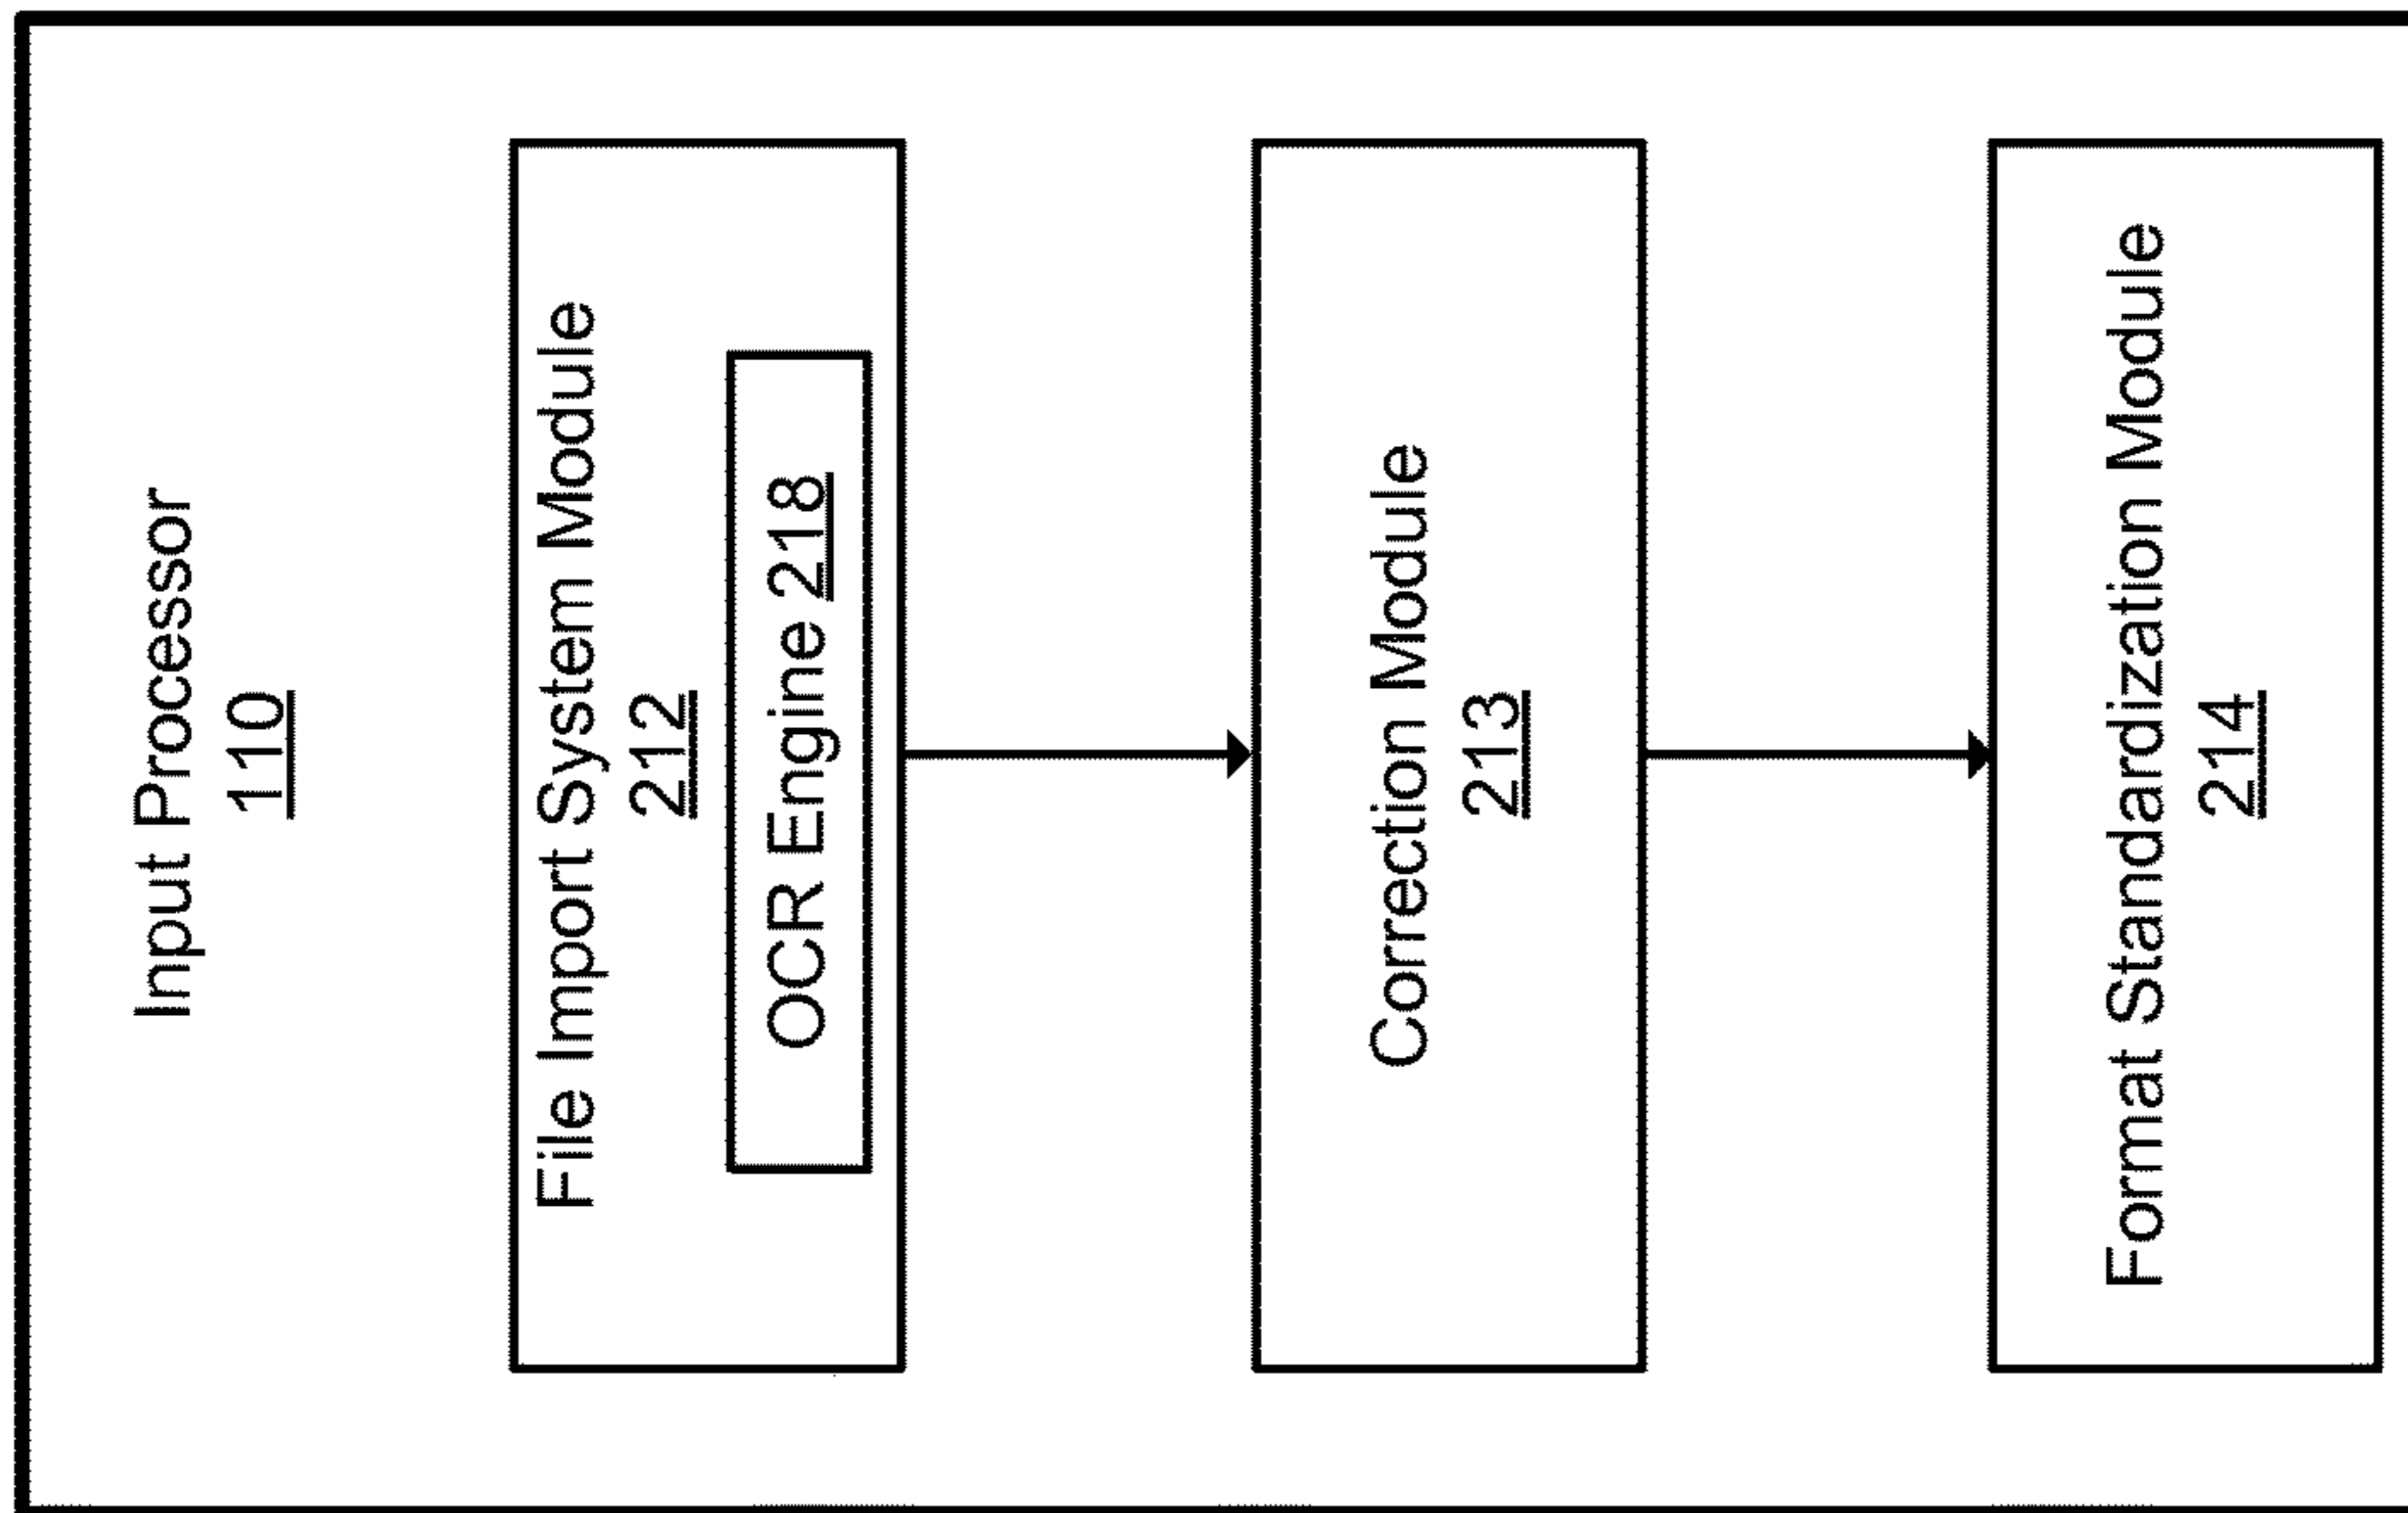 Input Processor
110
File Import System Module
212
OCR Engine 218
Correction Module
213
Format Standardization Module
214